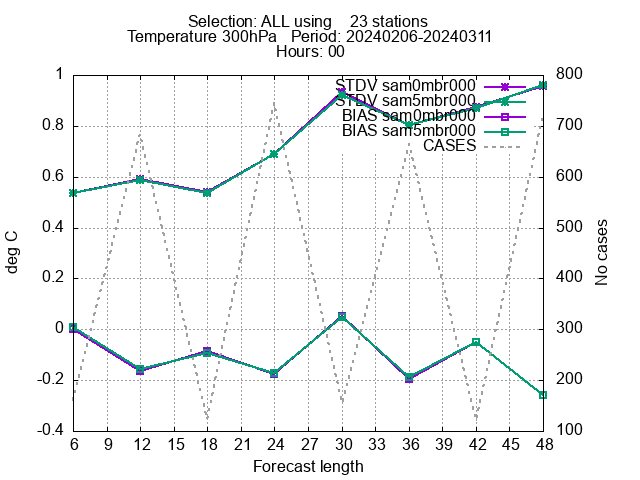 Selection: ALL using 23 stations
Temperature 300hPa Period: 20240206-20240311
Hours: 00
STDV sam0mbr000
STDV sam5mbr000
BIAS sam0mbr000
BIAS sam5mbr000
CASES
1
0.8
0.6
0.4
0.2
0
-0.2
-0.4
deg C
800
700
600
500
400
300
200
100
No cases
6 9 12 15 18 21 24 27 30 33 36 39 42 45 48
Forecast length